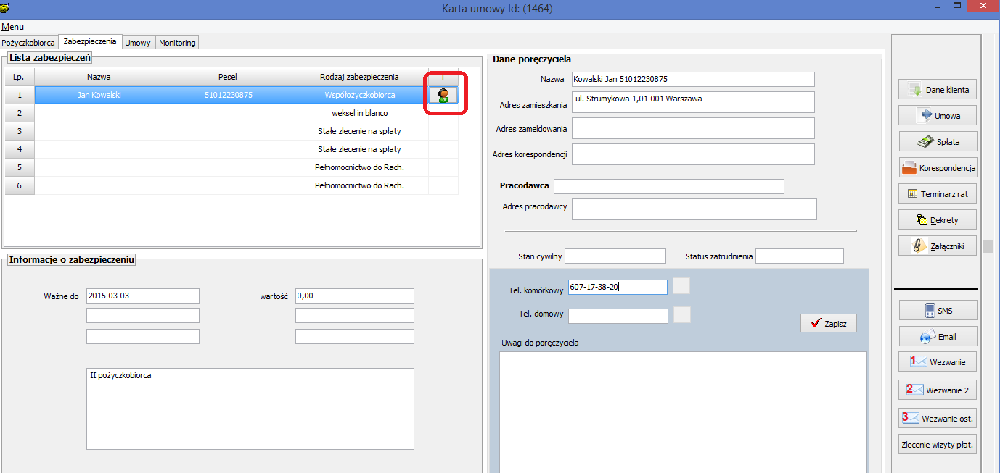 Karta umowy Id: (1464)
Menu
Pożyczkobiorca Zabezpieczenia Umowy Monitoring
Lista zabezpieczeń
Lp. Nazwa Pesel Rodzaj zabezpieczenia
1 Jan Kowalski 51012230875 Współożyczkobiorca
2 weksel in blanco
3 Stałe zlecenie na spłaty
4 Stałe zlecenie na spłaty
5 Pełnomocnictwo do Rach.
6 Pełnomocnictwo do Rach.
Informacje o zabezpieczeniu
Ważne do 2015-03-03 wartość 0,00
II pożyczkobiorca
Dane poręczyciela
Nazwa Kowalski Jan 51012230875
Adres zamieszkania ul. Strumykowa 1,01-001 Warszawa
Adres zameldowania
Adres korespondencji
Pracodawca
Adres pracodawcy
Stan cywilny Status zatrudnienia
Tel. komórkowy 607-17-38-20
Tel. domowy
Zapisz
Uwagi do poręczyciela
Dane klienta
Umowa
Spłata
Korespondencja
Terminarz rat
Dekrety
Załączniki
SMS
Email
1 Wezwanie
2 Wezwanie 2
3 Wezwanie ost.
Zlecenie wizyty płat.